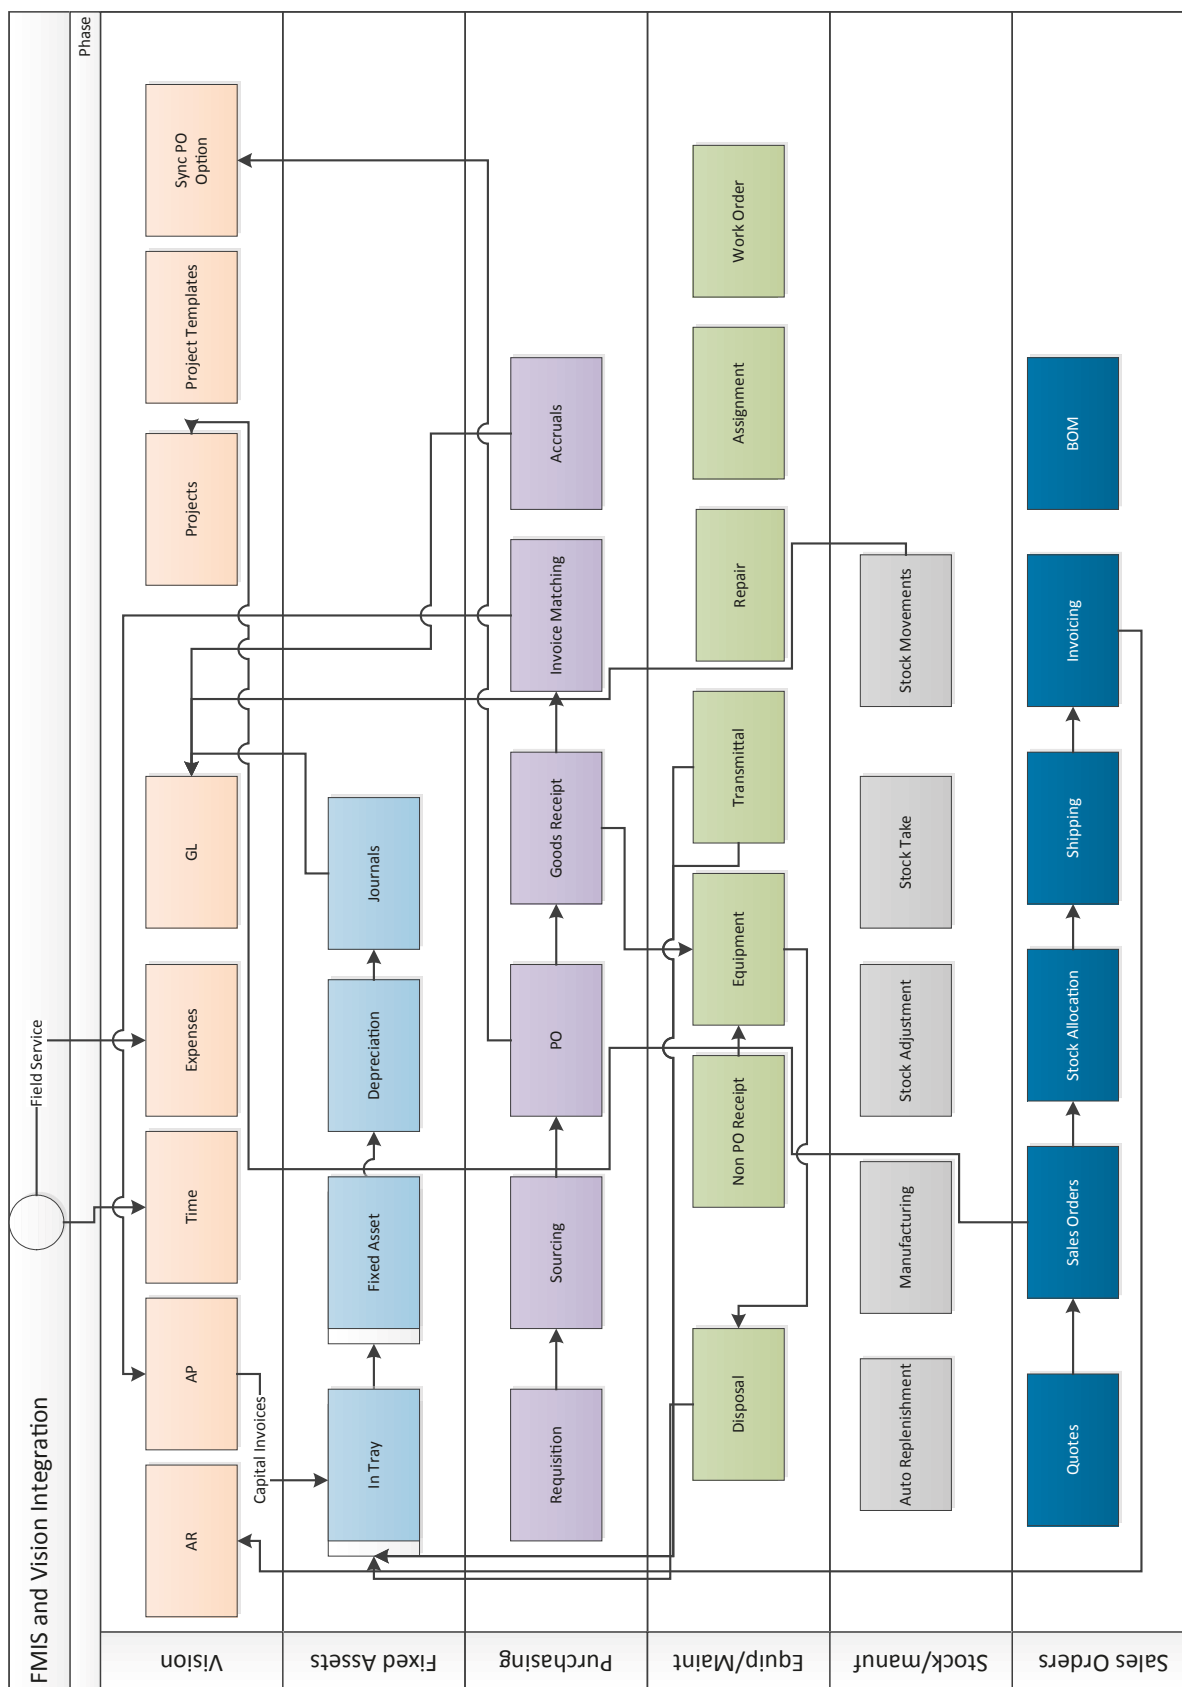 FMIS and Vision Integration
Phase
Field Service
Vision
AR
AP
Time
Expenses
GL
Projects
Project Templates
Sync PO
Option
Capital Invoices
Fixed Assets
In Tray
Fixed Asset
Depreciation
Journals
Purchasing
Requisition
Sourcing
PO
Goods Receipt
Invoice Matching
Accruals
Equip/Maint
Disposal
Non PO Receipt
Equipment
Transmittal
Repair
Assignment
Work Order
Stock/manuf
Auto Replenishment
Manufacturing
Stock Adjustment
Stock Take
Stock Movements
Sales Orders
Quotes
Sales Orders
Stock Allocation
Shipping
Invoicing
BOM